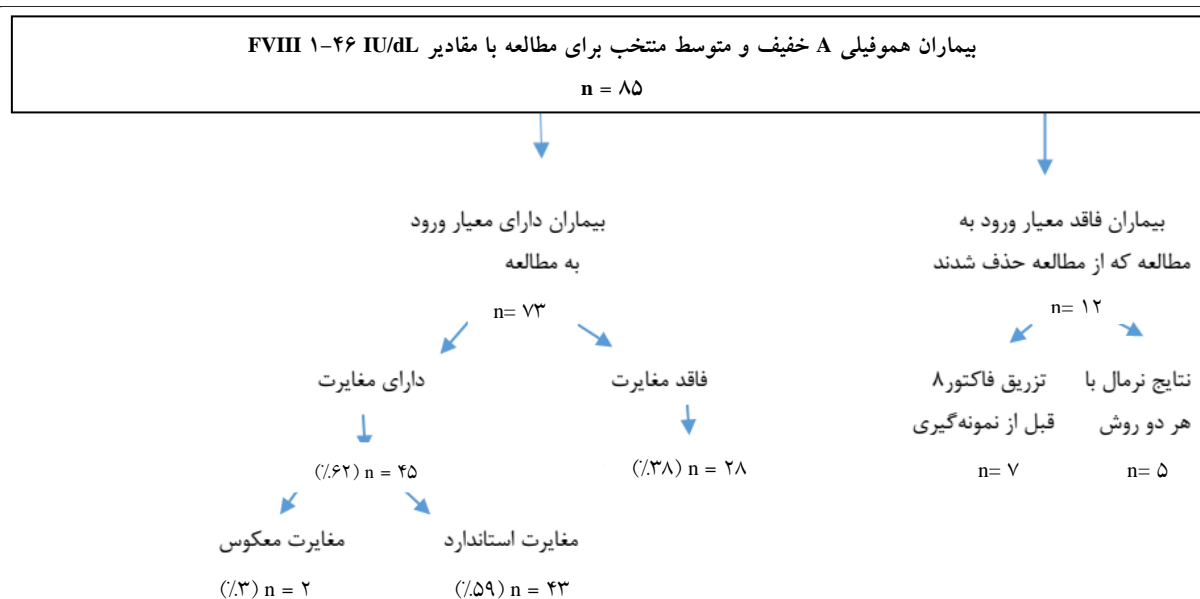 بیماران هموفیلی A خفیف و متوسط منتخب برای مطالعه با مقادیر FVIII ۱-۴۶ IU/dL
n = ۸۵
بیماران فاقد معیار ورود به
مطالعه که از مطالعه حذف شدند
n= ۱۲
بیماران دارای معیار ورود
به مطالعه
n= ۷۳
نتایج نرمال با
هر دو روش
n= ۵
تزریق فاکتور۸
قبل از نمونه‌گیری
n= ۷
فاقد مغایرت
(٪۳۸) n = ۲۸
دارای مغایرت
(٪۶۲) n = ۴۵
مغایرت استاندارد
(٪۵۹) n = ۴۳
مغایرت معکوس
(٪۳) n = ۲